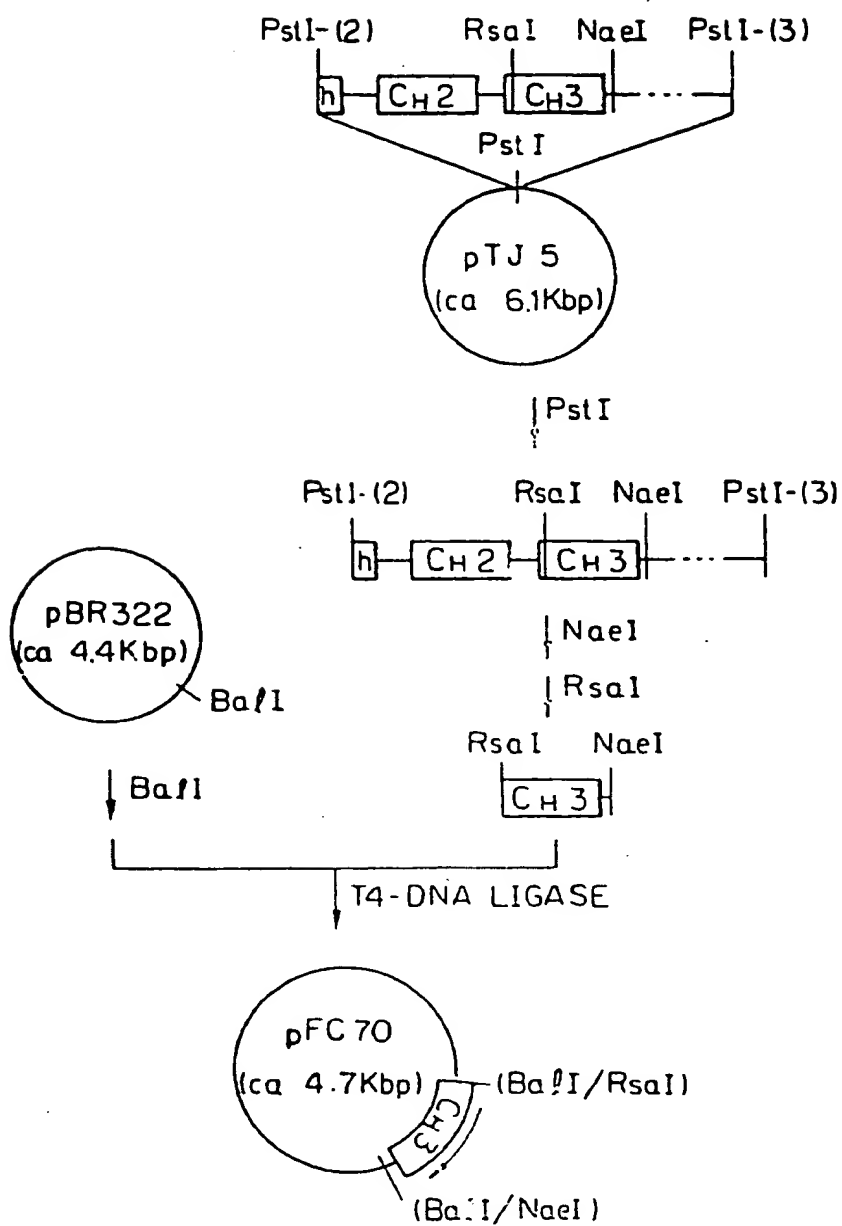 PstI-(2) RsaI NaeI PstI-(3)
h CH2 CH3
PstI
pTJ 5
(ca 6.1Kbp)
PstI
PstI-(2) RsaI NaeI PstI-(3)
h CH2 CH3
pBR322
(ca 4.4Kbp)
BalI
NaeI
RsaI
RsaI NaeI
BalI
CH3
T4-DNA LIGASE
pFC70
(ca 4.7Kbp)
(BalI/RsaI)
CH3
(BalI/NaeI)